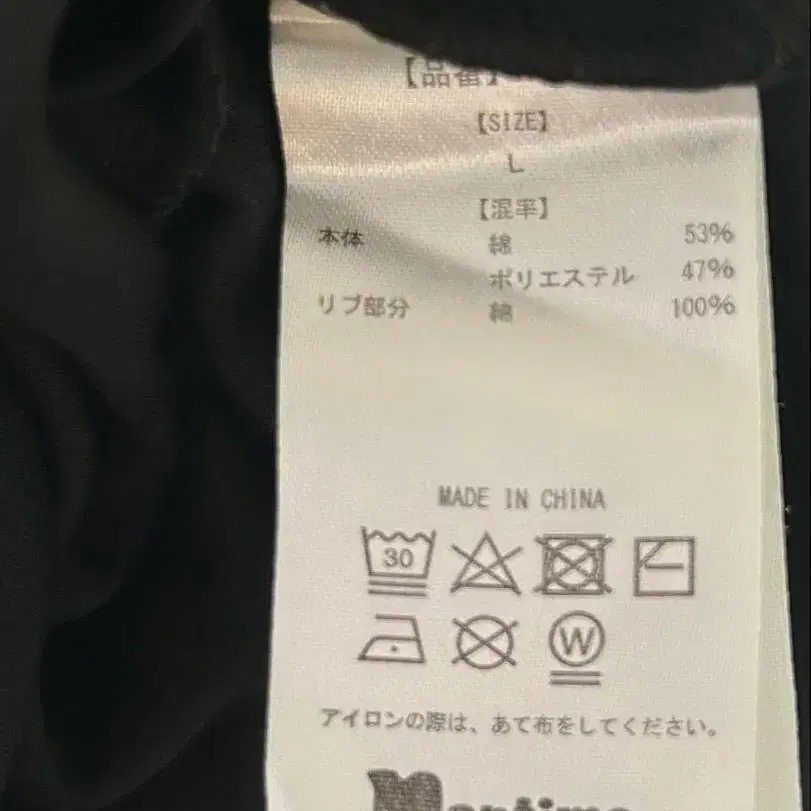 【品番】
【SIZE】
L
【混率】
本体 綿 53%
ポリエステル 47%
リブ部分 綿 100%
MADE IN CHINA
30
W
アイロンの際は、あて布をしてください。